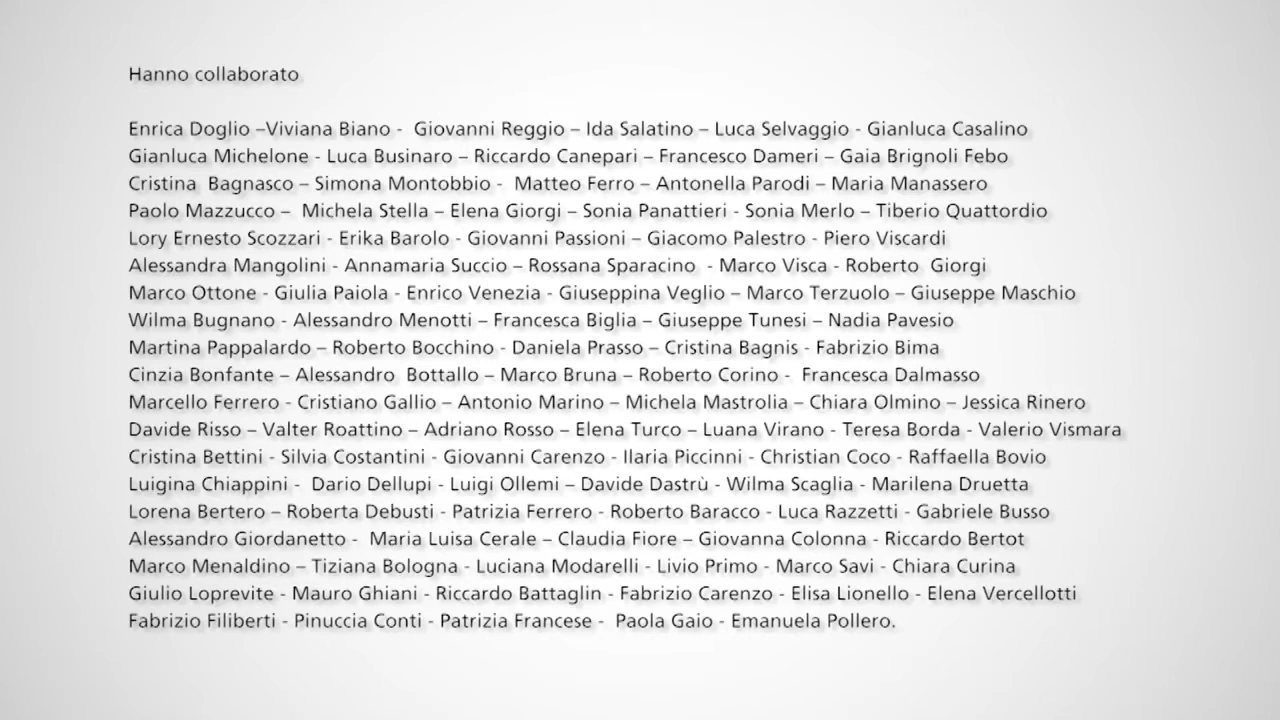 Hanno collaborato
Enrica Doglio –Viviana Biano -  Giovanni Reggio – Ida Salatino – Luca Selvaggio - Gianluca Casalino
Gianluca Michelone - Luca Businaro – Riccardo Canepari – Francesco Dameri – Gaia Brignoli Febo
Cristina  Bagnasco – Simona Montobbio -  Matteo Ferro – Antonella Parodi – Maria Manassero
Paolo Mazzucco –  Michela Stella – Elena Giorgi – Sonia Panattieri - Sonia Merlo – Tiberio Quattordio
Lory Ernesto Scozzari - Erika Barolo - Giovanni Passioni – Giacomo Palestro - Piero Viscardi
Alessandra Mangolini - Annamaria Succio – Rossana Sparacino  - Marco Visca - Roberto  Giorgi
Marco Ottone - Giulia Paiola - Enrico Venezia - Giuseppina Veglio – Marco Terzuolo – Giuseppe Maschio
Wilma Bugnano - Alessandro Menotti – Francesca Biglia – Giuseppe Tunesi – Nadia Pavesio
Martina Pappalardo – Roberto Bocchino - Daniela Prasso – Cristina Bagnis - Fabrizio Bima
Cinzia Bonfante – Alessandro  Bottallo – Marco Bruna – Roberto Corino -  Francesca Dalmasso
Marcello Ferrero - Cristiano Gallio – Antonio Marino – Michela Mastrolia – Chiara Olmino – Jessica Rinero
Davide Risso – Valter Roattino – Adriano Rosso – Elena Turco – Luana Virano - Teresa Borda - Valerio Vismara
Cristina Bettini - Silvia Costantini - Giovanni Carenzo - Ilaria Piccinni - Christian Coco - Raffaella Bovio
Luigina Chiappini -  Dario Dellupi - Luigi Ollemi – Davide Dastrù - Wilma Scaglia - Marilena Druetta
Lorena Bertero – Roberta Debusti - Patrizia Ferrero - Roberto Baracco - Luca Razzetti - Gabriele Busso
Alessandro Giordanetto -  Maria Luisa Cerale – Claudia Fiore – Giovanna Colonna - Riccardo Bertot
Marco Menaldino – Tiziana Bologna - Luciana Modarelli - Livio Primo - Marco Savi - Chiara Curina
Giulio Loprevite - Mauro Ghiani - Riccardo Battaglin - Fabrizio Carenzo - Elisa Lionello - Elena Vercellotti
Fabrizio Filiberti - Pinuccia Conti - Patrizia Francese -  Paola Gaio - Emanuela Pollero.